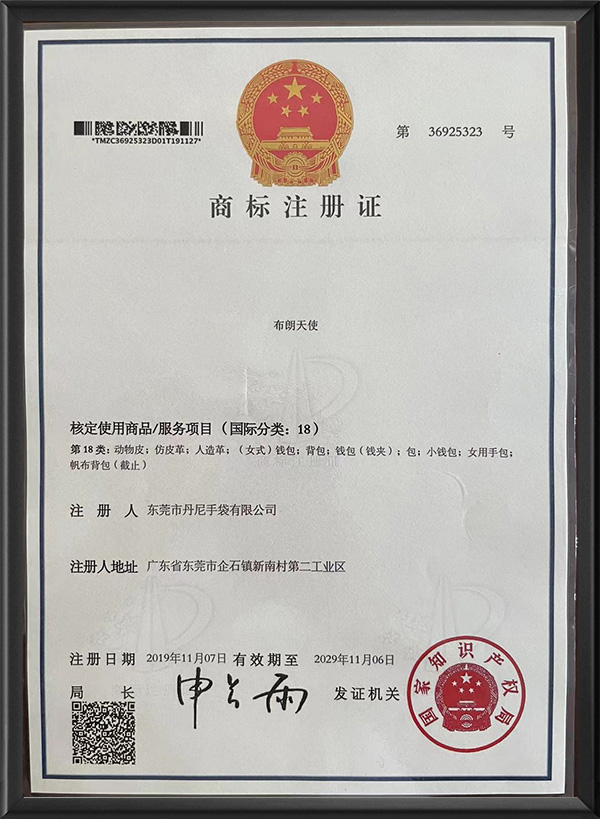 *TMZC36925323D01T191127*
第 36925323 号
商标注册证
布朗天使
核定使用商品/服务项目（国际分类：18）
第18类：动物皮；仿皮革；人造革；（女式）钱包；背包；钱包（钱夹）；包；小钱包；女用手包；
帆布背包（截止）
注册人 东莞市丹尼手袋有限公司
注册人地址 广东省东莞市企石镇新南村第二工业区
注册日期 2019年11月07日 有效期至 2029年11月06日
局长 申长雨 发证机关
国家知识产权局